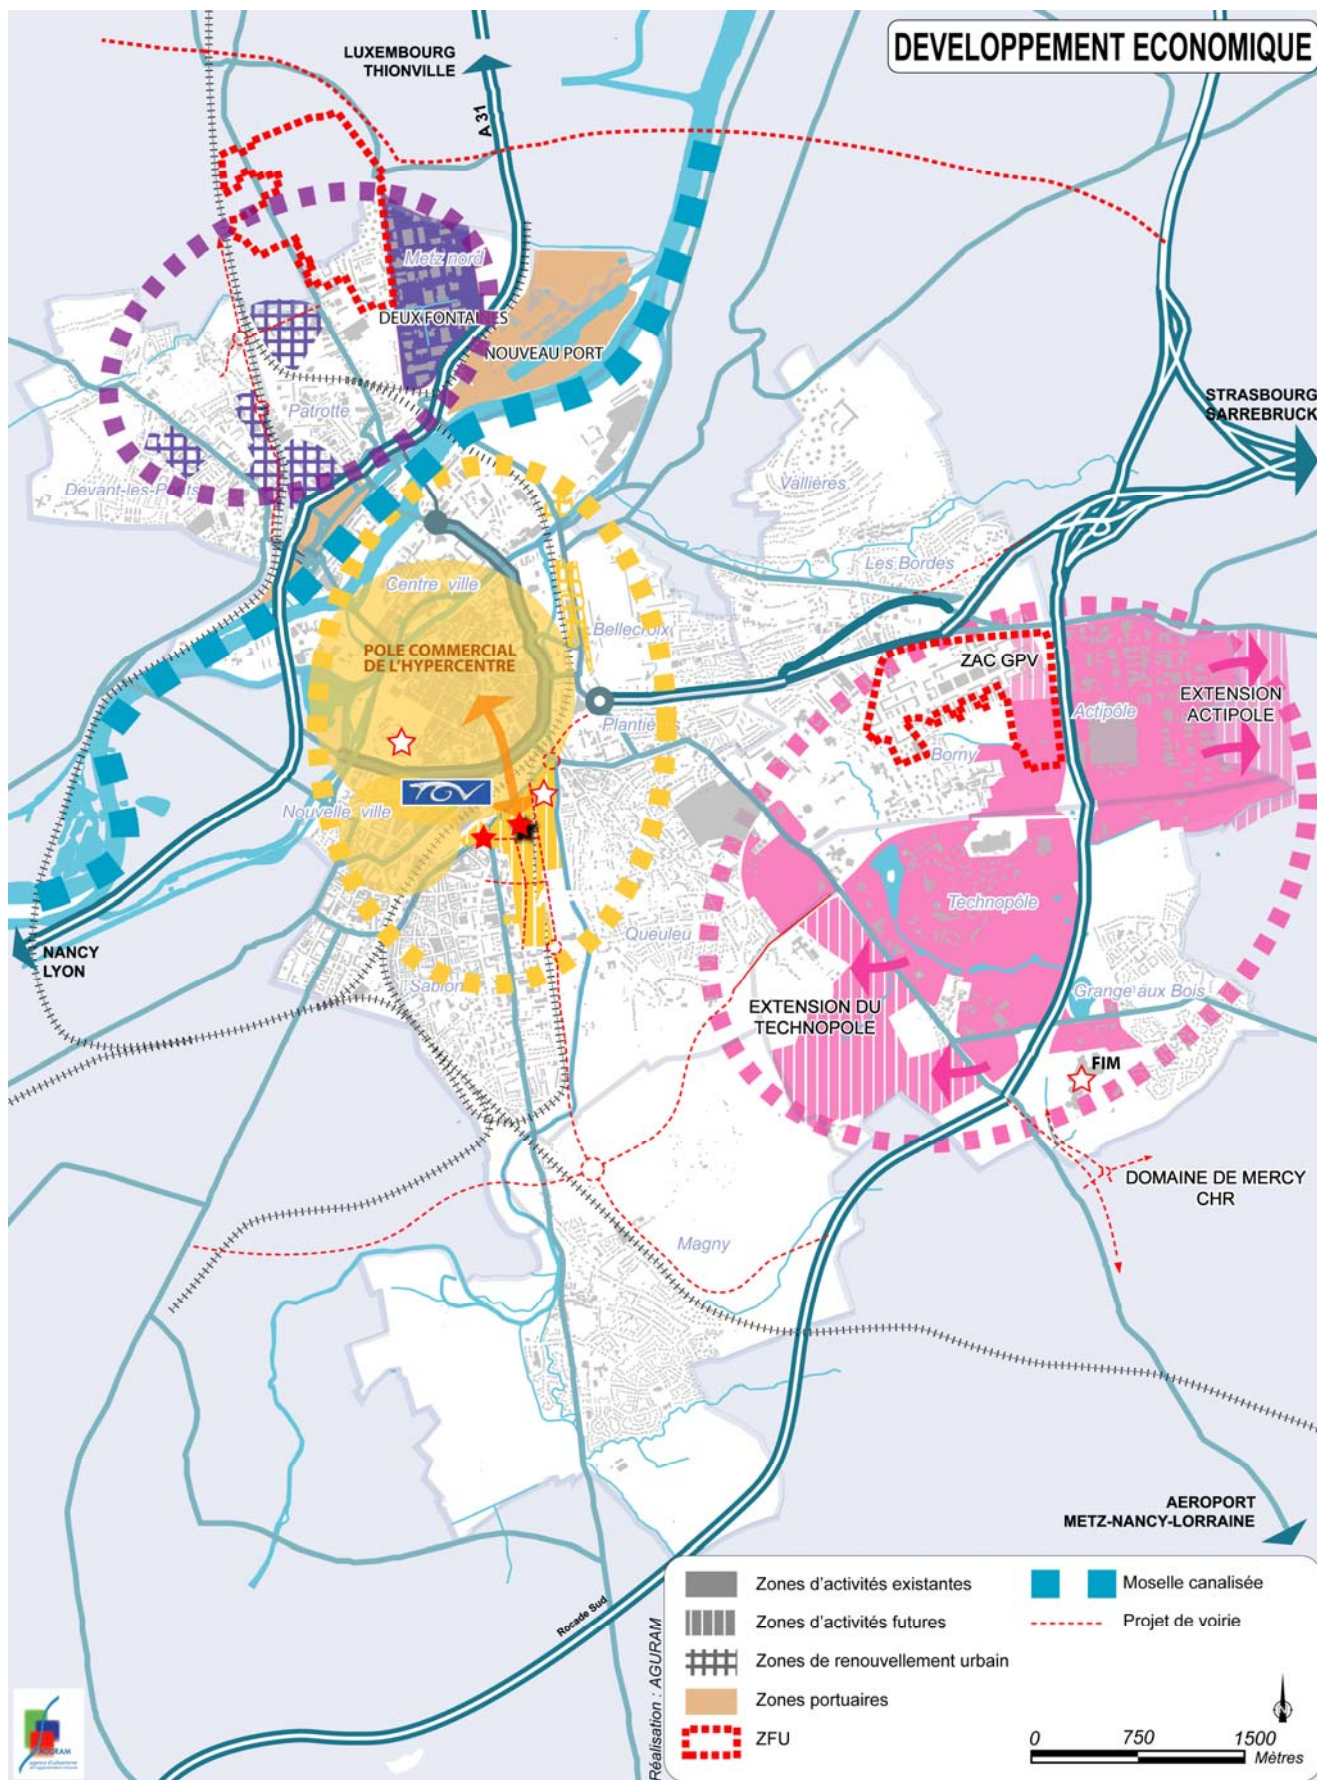 DEVELOPPEMENT ECONOMIQUE
LUXEMBOURG
THIONVILLE
A 31
Metz nord
DEUX FONTAINES
NOUVEAU PORT
Patrotte
Devant-les-Ponts
STRASBOURG
SARREBRUCK
Vallières
Les Bordes
Centre ville
Bellecroix
POLE COMMERCIAL
DE L'HYPERCENTRE
ZAC GPV
EXTENSION
ACTIPOLE
Actipôle
Plantières
Borny
TGV
Nouvelle ville
Technopôle
Queuleu
NANCY
LYON
Sablon
Grange aux Bois
EXTENSION DU
TECHNOPOLE
FIM
DOMAINE DE MERCY
CHR
Magny
AEROPORT
METZ-NANCY-LORRAINE
Rocade Sud
Réalisation : AGURAM
Zones d'activités existantes
Zones d'activités futures
Zones de renouvellement urbain
Zones portuaires
ZFU
Moselle canalisée
Projet de voirie
N
0 750 1500
Mètres
AGURAM
agence d'urbanisme